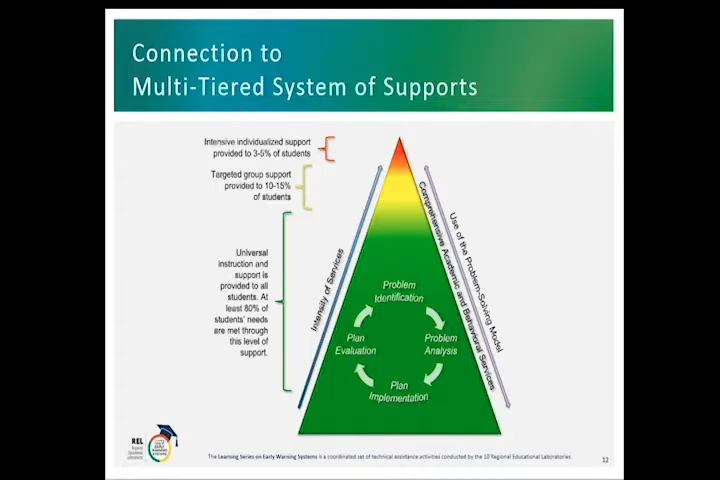 Connection to
Multi-Tiered System of Supports
Intensive individualized support
provided to 3-5% of students
Targeted group support
provided to 10-15%
of students
Universal
instruction and
support is
provided to all
students. At
least 80% of
students' needs
are met through
this level of
support.
Intensity of Services
Problem
Identification
Problem
Analysis
Plan
Implementation
Plan
Evaluation
Comprehensive Academic and Behavioral Services
Use of the Problem-Solving Model
REL
Regional
Educational
Laboratories
The Learning Series on Early Warning Systems is a coordinated set of technical assistance activities conducted by the 10 Regional Educational Laboratories.
12